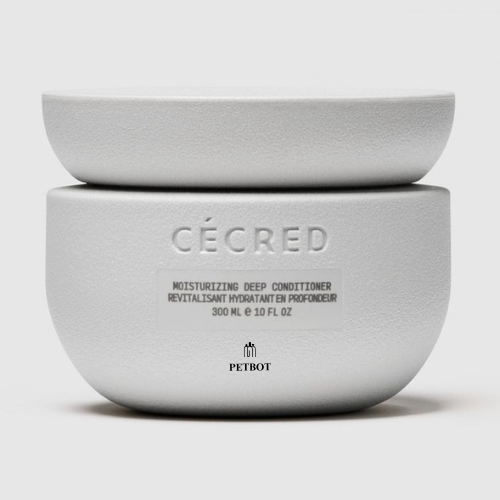 CÉCRED
MOISTURIZING DEEP CONDITIONER
REVITALISANT HYDRATANT EN PROFONDEUR
300 ML ℮ 10 FL OZ
PETBOT